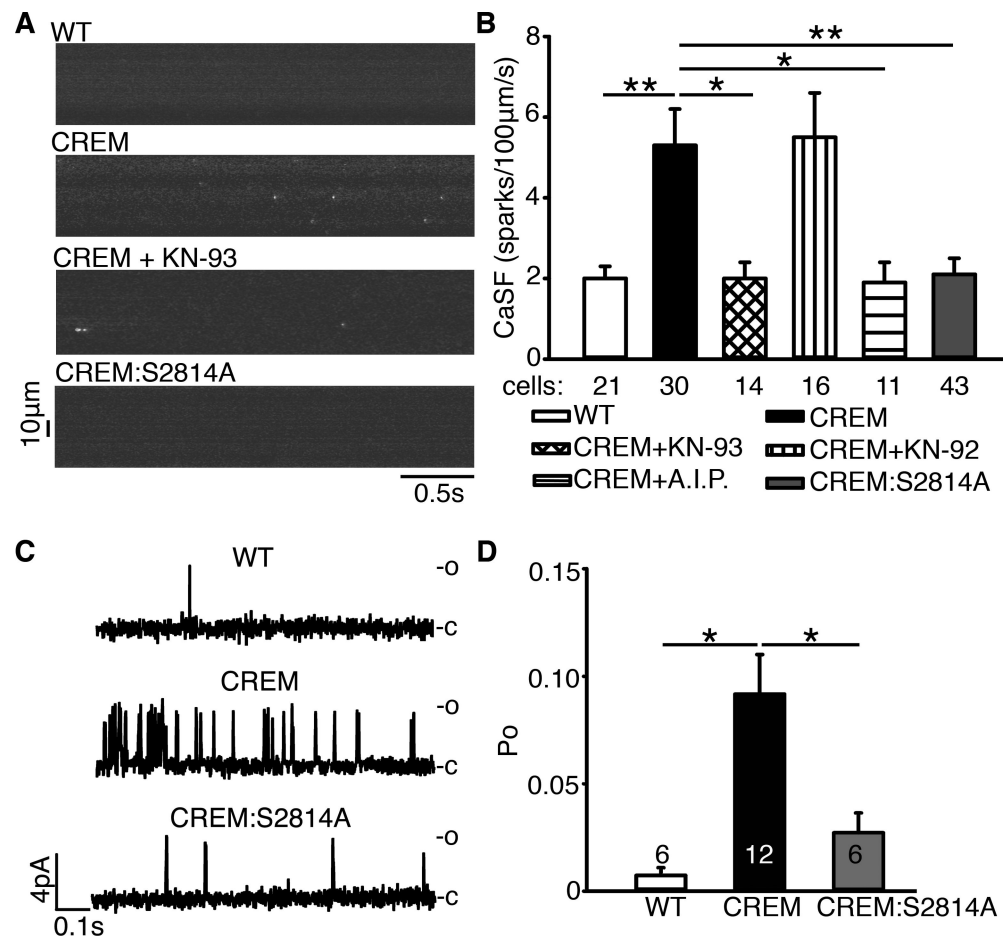 A
WT
CREM
CREM + KN-93
CREM:S2814A
10µm
0.5s
B
CaSF (sparks/100µm/s)
8
6
4
2
0
** * * **
cells: 21 30 14 16 11 43
WT CREM
CREM+KN-93 CREM+KN-92
CREM+A.I.P. CREM:S2814A
C
WT
-o
-c
CREM
-o
-c
CREM:S2814A
-o
-c
4pA
0.1s
D
Po
0.15
0.10
0.05
0
* *
6 12 6
WT CREM CREM:S2814A